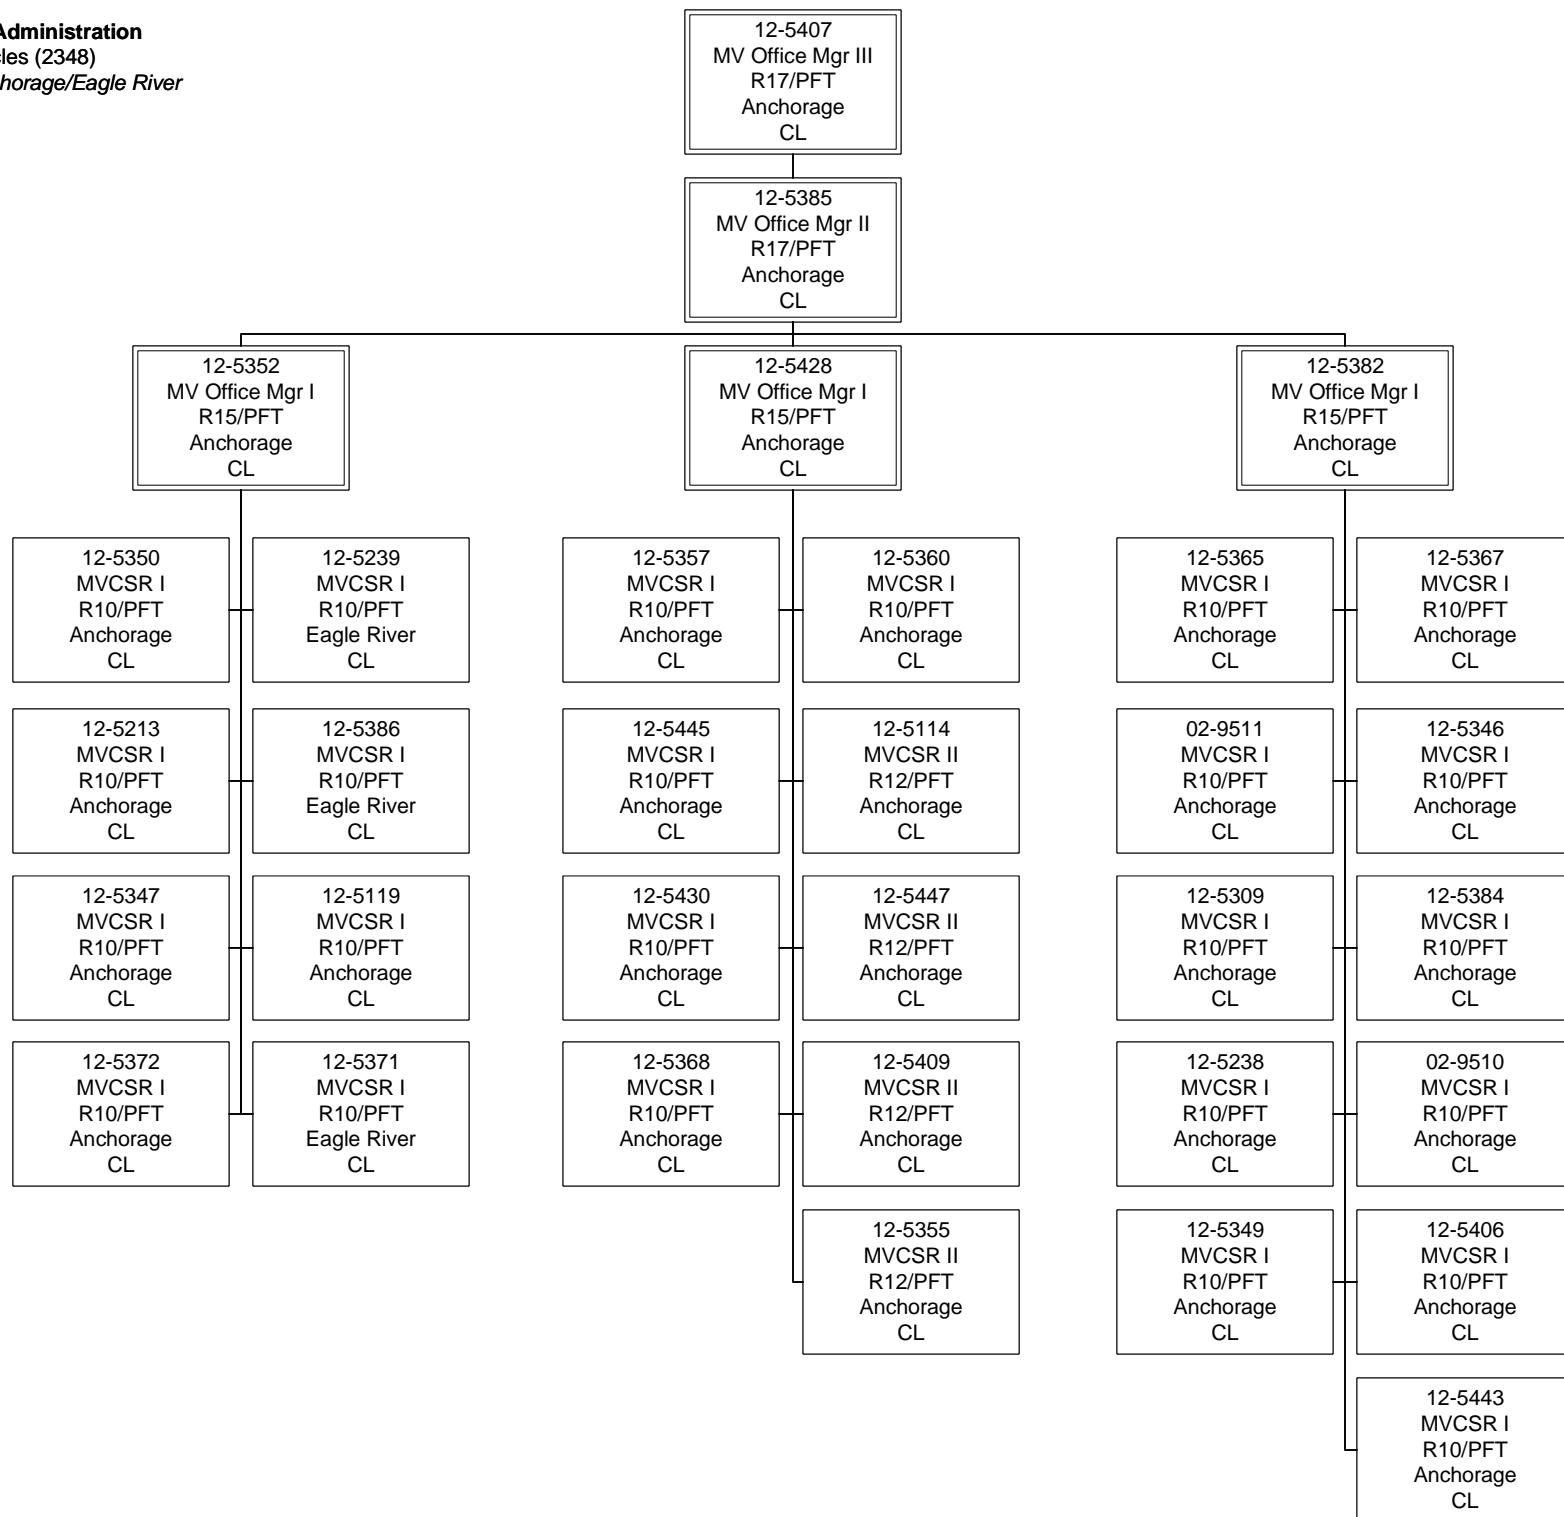 Administration
cles (2348)
horage/Eagle River
12-5407
MV Office Mgr III
R17/PFT
Anchorage
CL
12-5385
MV Office Mgr II
R17/PFT
Anchorage
CL
12-5352
MV Office Mgr I
R15/PFT
Anchorage
CL
12-5428
MV Office Mgr I
R15/PFT
Anchorage
CL
12-5382
MV Office Mgr I
R15/PFT
Anchorage
CL
12-5350
MVCSR I
R10/PFT
Anchorage
CL
12-5239
MVCSR I
R10/PFT
Eagle River
CL
12-5357
MVCSR I
R10/PFT
Anchorage
CL
12-5360
MVCSR I
R10/PFT
Anchorage
CL
12-5365
MVCSR I
R10/PFT
Anchorage
CL
12-5367
MVCSR I
R10/PFT
Anchorage
CL
12-5213
MVCSR I
R10/PFT
Anchorage
CL
12-5386
MVCSR I
R10/PFT
Eagle River
CL
12-5445
MVCSR I
R10/PFT
Anchorage
CL
12-5114
MVCSR II
R12/PFT
Anchorage
CL
02-9511
MVCSR I
R10/PFT
Anchorage
CL
12-5346
MVCSR I
R10/PFT
Anchorage
CL
12-5347
MVCSR I
R10/PFT
Anchorage
CL
12-5119
MVCSR I
R10/PFT
Anchorage
CL
12-5430
MVCSR I
R10/PFT
Anchorage
CL
12-5447
MVCSR II
R12/PFT
Anchorage
CL
12-5309
MVCSR I
R10/PFT
Anchorage
CL
12-5384
MVCSR I
R10/PFT
Anchorage
CL
12-5372
MVCSR I
R10/PFT
Anchorage
CL
12-5371
MVCSR I
R10/PFT
Eagle River
CL
12-5368
MVCSR I
R10/PFT
Anchorage
CL
12-5409
MVCSR II
R12/PFT
Anchorage
CL
12-5238
MVCSR I
R10/PFT
Anchorage
CL
02-9510
MVCSR I
R10/PFT
Anchorage
CL
12-5355
MVCSR II
R12/PFT
Anchorage
CL
12-5349
MVCSR I
R10/PFT
Anchorage
CL
12-5406
MVCSR I
R10/PFT
Anchorage
CL
12-5443
MVCSR I
R10/PFT
Anchorage
CL